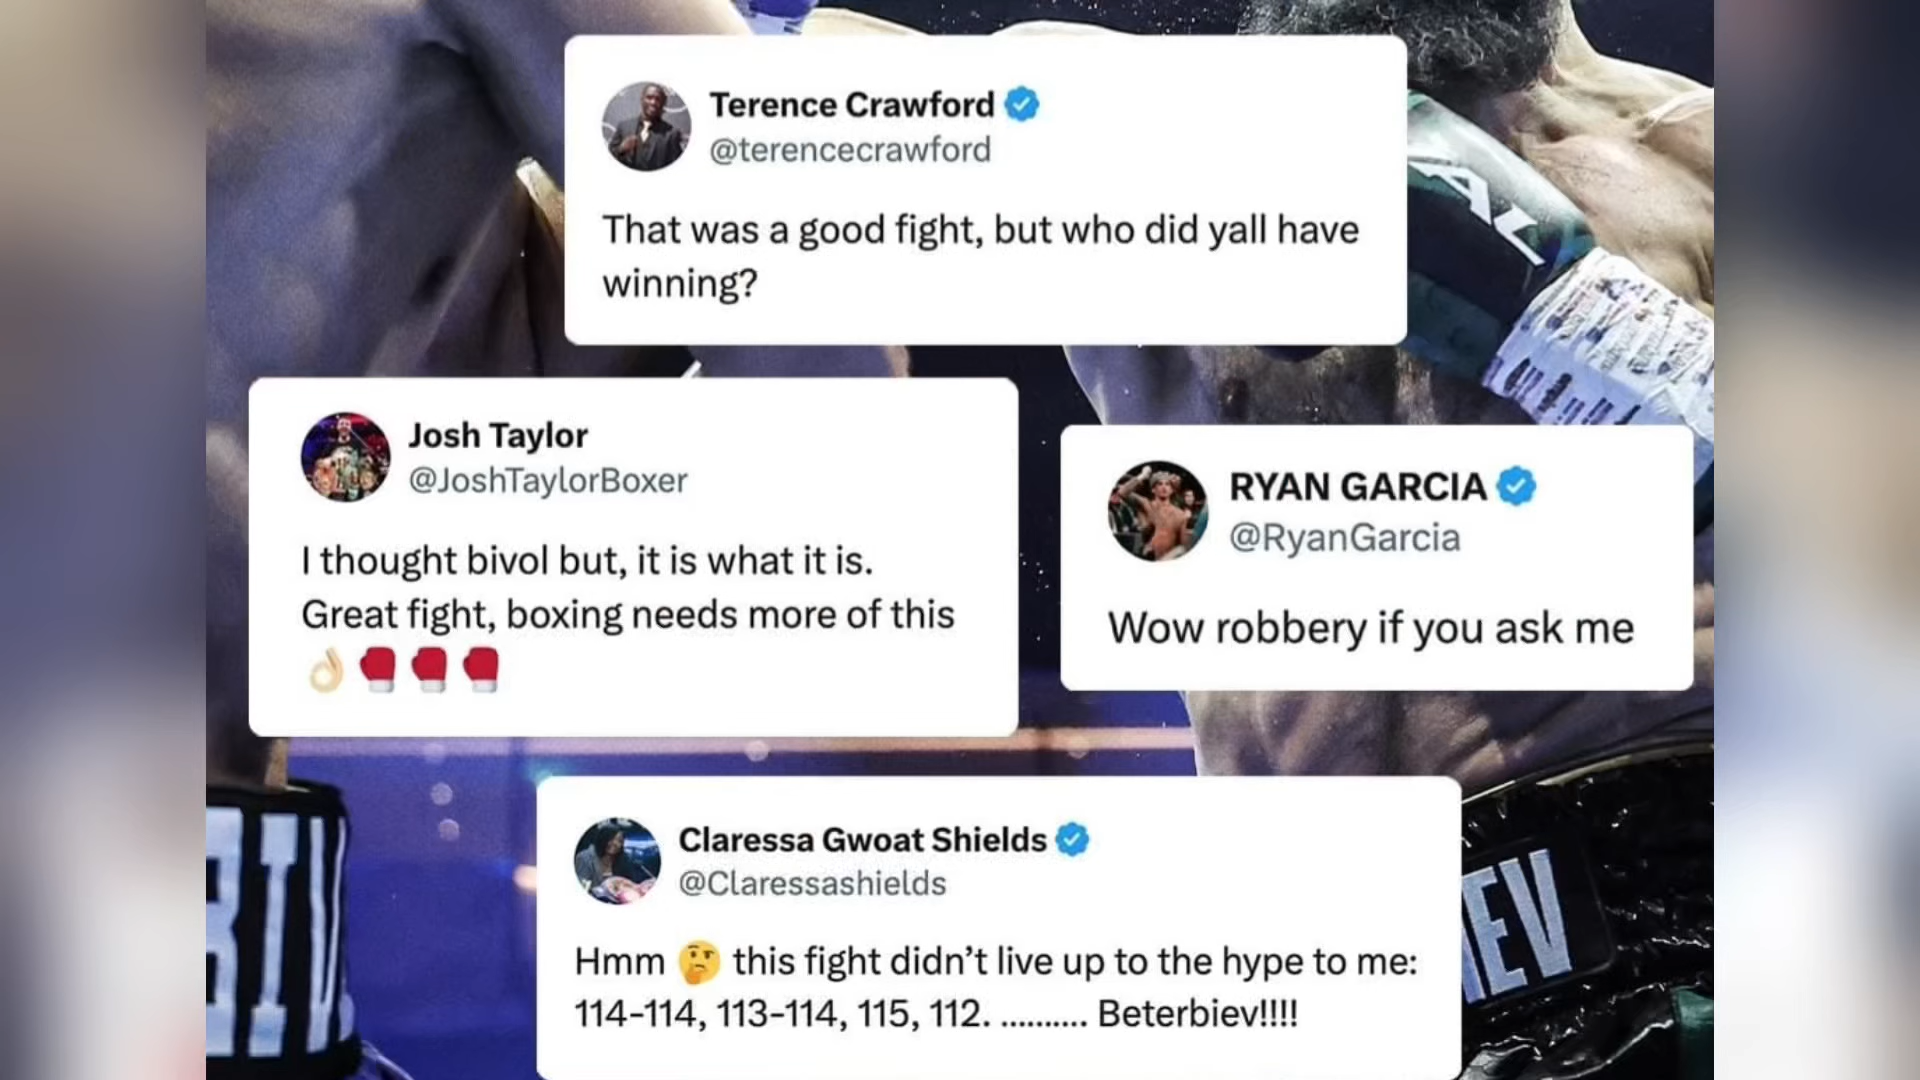 Terence Crawford
@terencecrawford
That was a good fight, but who did yall have
winning?
AL
Josh Taylor
@JoshTaylorBoxer
I thought bivol but, it is what it is.
Great fight, boxing needs more of this
👌🏼🥊🥊🥊
RYAN GARCIA
@RyanGarcia
Wow robbery if you ask me
Claressa Gwoat Shields
@Claressashields
Hmm 🤔 this fight didn’t live up to the hype to me:
114-114, 113-114, 115, 112. .......... Beterbiev!!!!
BIV
IEV